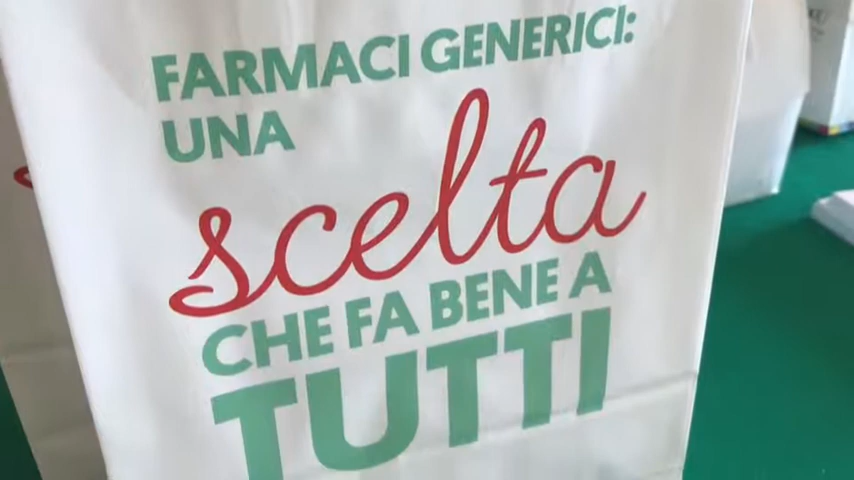 FARMACI GENERICI:
UNA
scelta
CHE FA BENE A
TUTTI